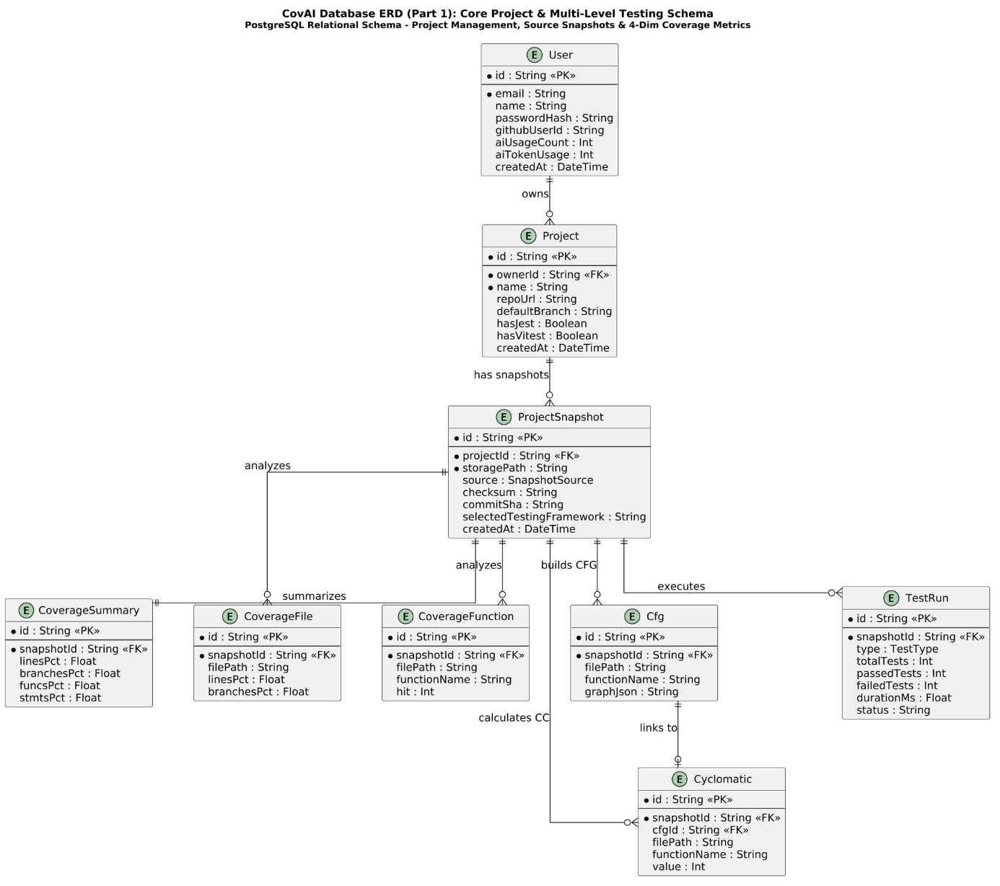 CovAI Database ERD (Part 1): Core Project & Multi-Level Testing Schema
PostgreSQL Relational Schema - Project Management, Source Snapshots & 4-Dim Coverage Metrics
E User
id : String «PK»
email : String
name : String
passwordHash : String
githubUserId : String
aiUsageCount : Int
aiTokenUsage : Int
createdAt : DateTime
owns
E Project
id : String «PK»
ownerId : String «FK»
name : String
repoUrl : String
defaultBranch : String
hasJest : Boolean
hasVitest : Boolean
createdAt : DateTime
has snapshots
E ProjectSnapshot
id : String «PK»
projectId : String «FK»
storagePath : String
source : SnapshotSource
checksum : String
commitSha : String
selectedTestingFramework : String
createdAt : DateTime
analyzes
analyzes
builds CFG
summarizes
executes
E CoverageSummary
id : String «PK»
snapshotId : String «FK»
linesPct : Float
branchesPct : Float
funcsPct : Float
stmtsPct : Float
E CoverageFile
id : String «PK»
snapshotId : String «FK»
filePath : String
linesPct : Float
branchesPct : Float
E CoverageFunction
id : String «PK»
snapshotId : String «FK»
filePath : String
functionName : String
hit : Int
E Cfg
id : String «PK»
snapshotId : String «FK»
filePath : String
functionName : String
graphJson : String
E TestRun
id : String «PK»
snapshotId : String «FK»
type : TestType
totalTests : Int
passedTests : Int
failedTests : Int
durationMs : Float
status : String
calculates CC
links to
E Cyclomatic
id : String «PK»
snapshotId : String «FK»
cfgId : String «FK»
filePath : String
functionName : String
value : Int